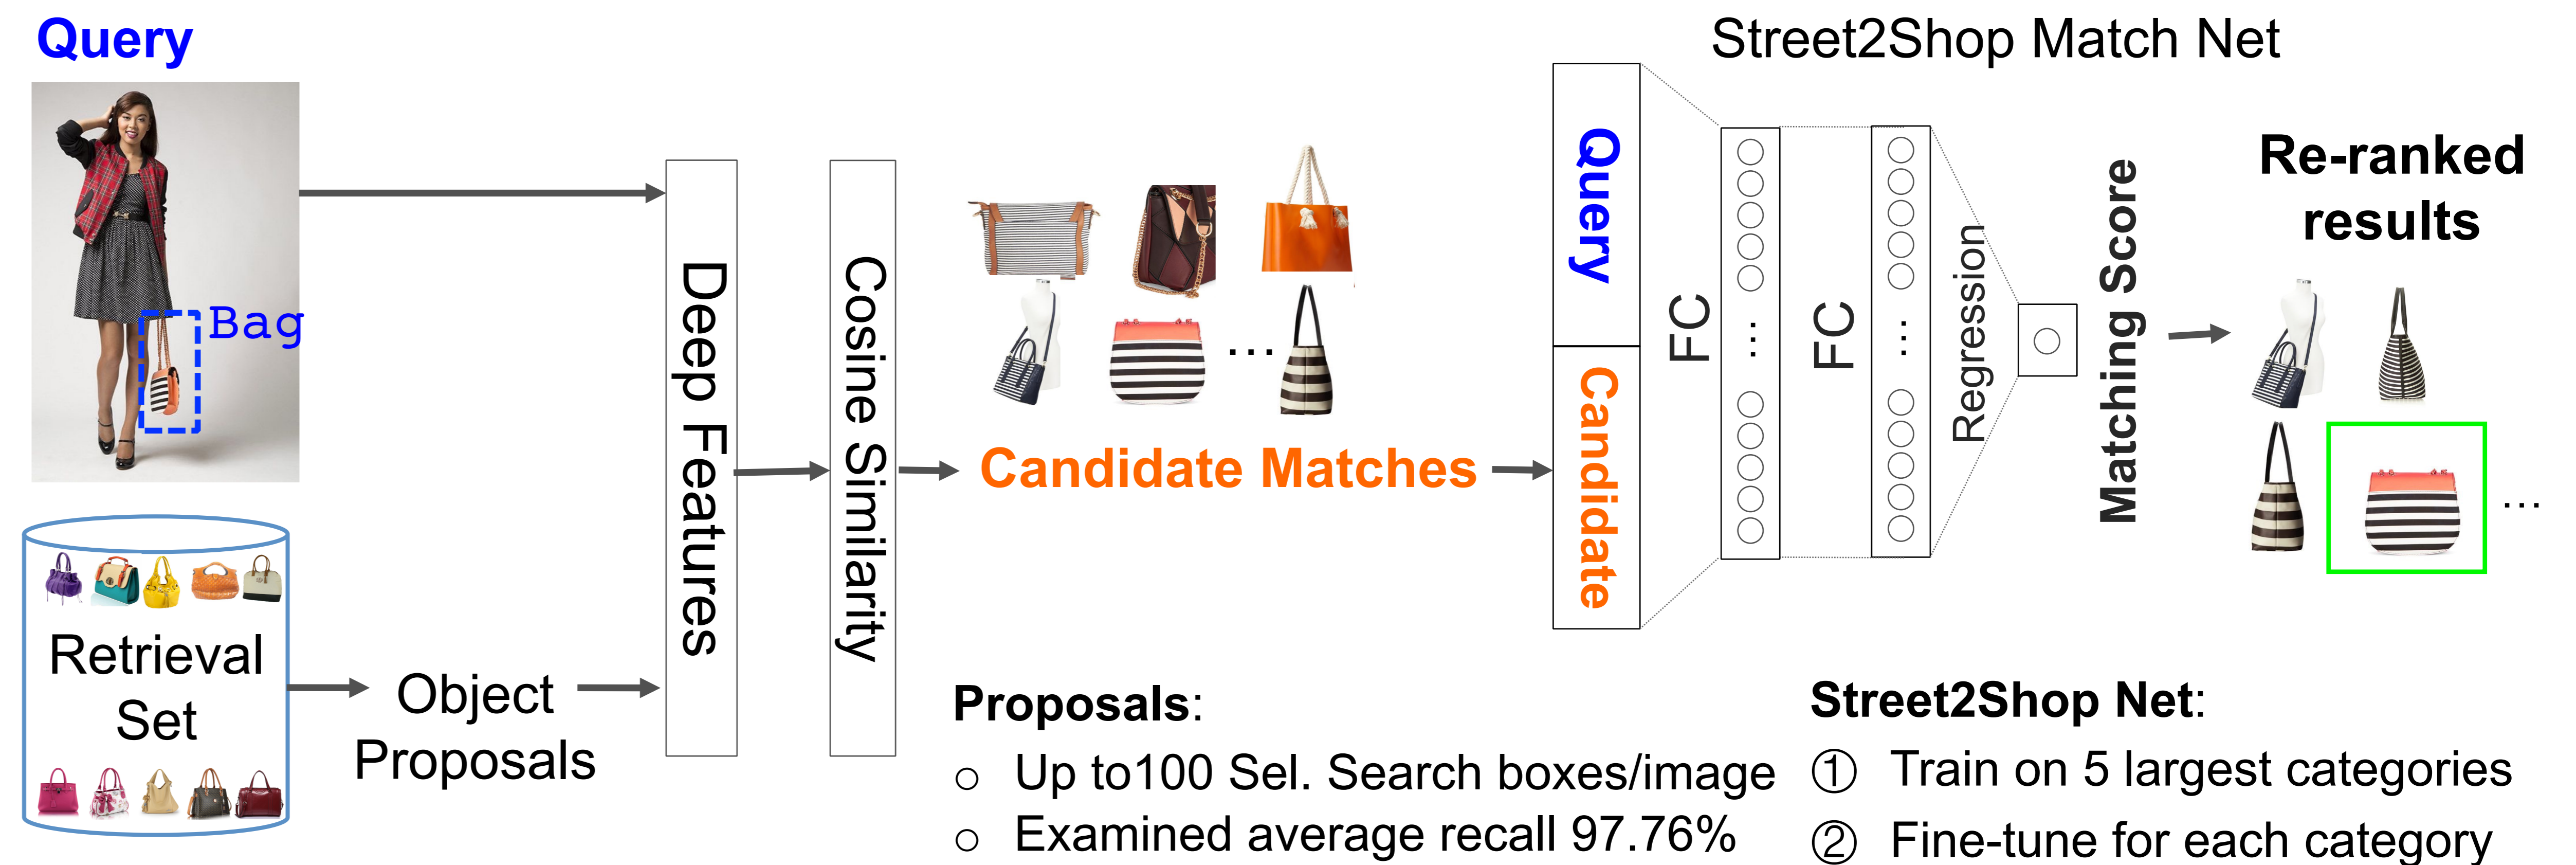 Query
Bag
Retrieval
Set
Object
Proposals
Deep Features
Cosine Similarity
...
Candidate Matches
Street2Shop Match Net
Query
Candidate
FC
...
FC
...
Regression
Matching Score
Re-ranked
results
...
Proposals:
○ Up to100 Sel. Search boxes/image
○ Examined average recall 97.76%
Street2Shop Net:
① Train on 5 largest categories
② Fine-tune for each category